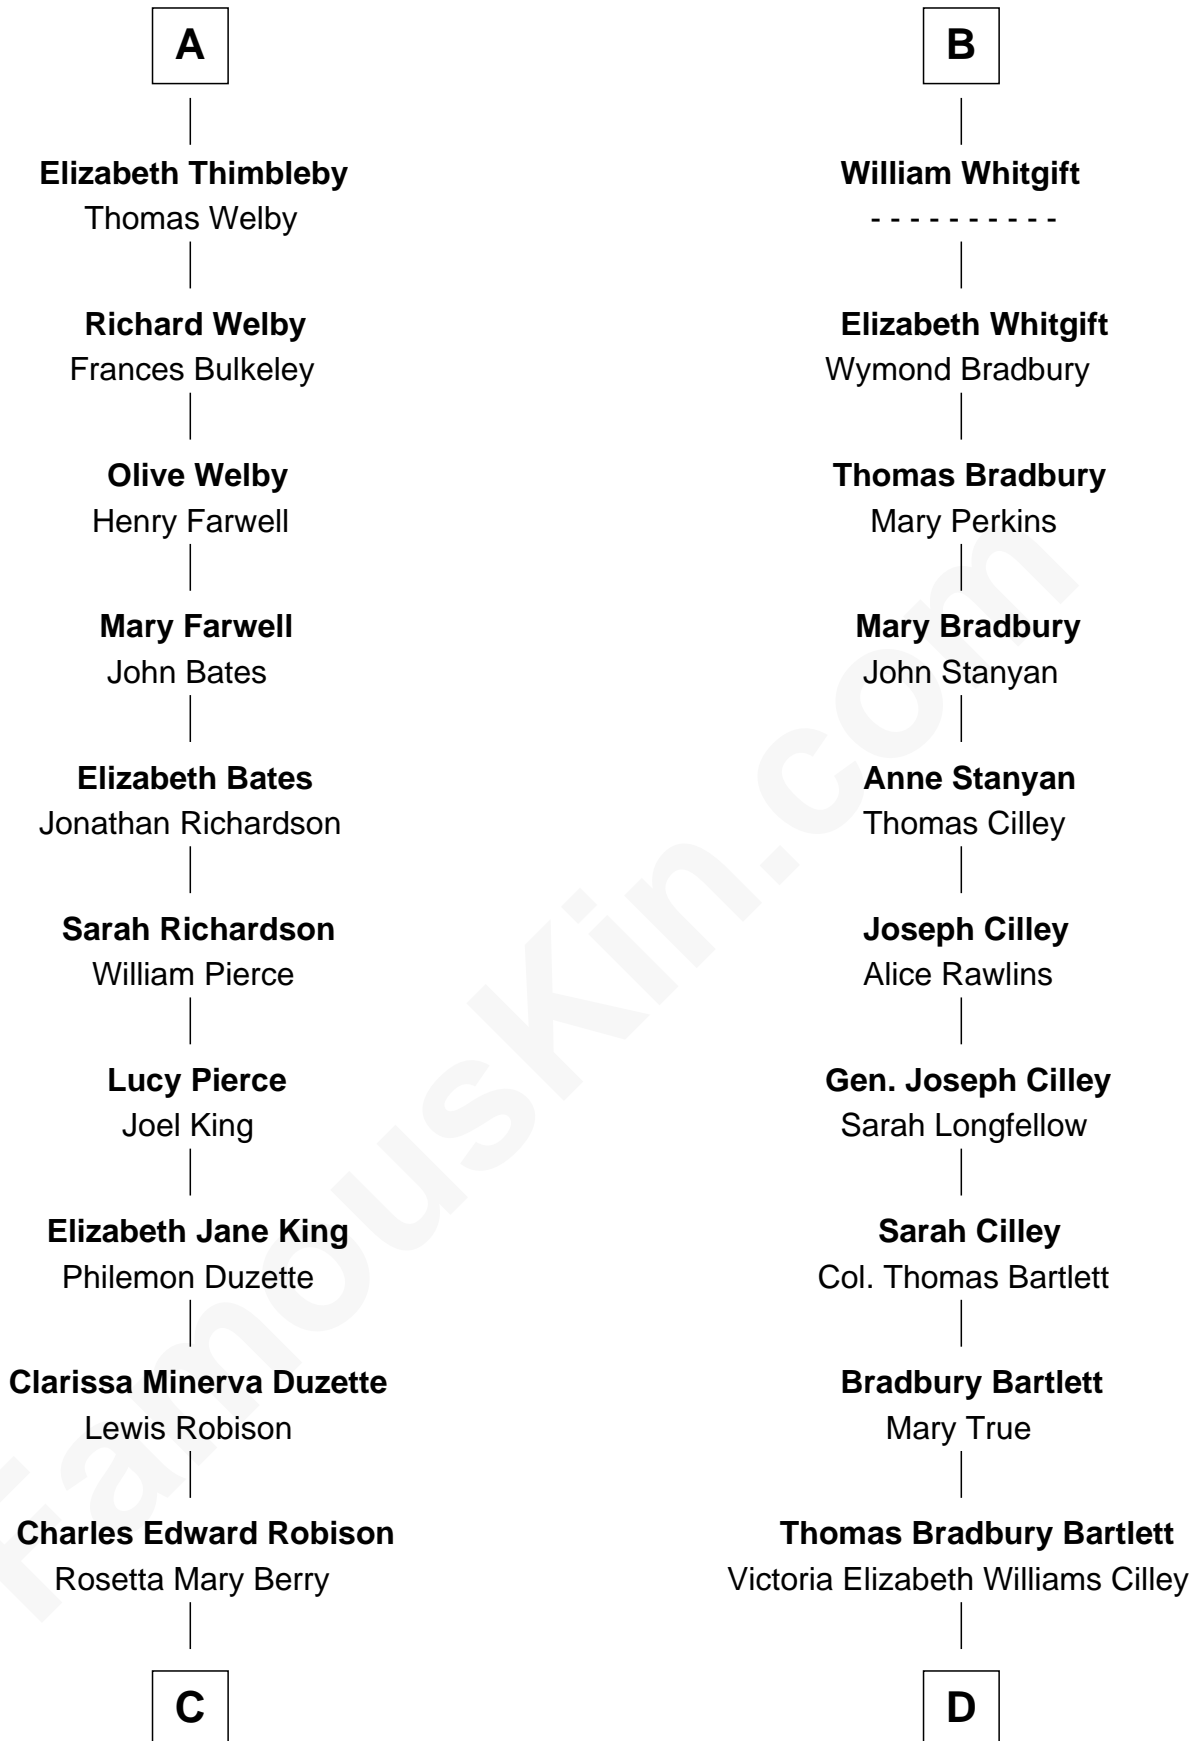 A
Elizabeth Thimbleby
Thomas Welby
Richard Welby
Frances Bulkeley
Olive Welby
Henry Farwell
Mary Farwell
John Bates
Elizabeth Bates
Jonathan Richardson
Sarah Richardson
William Pierce
Lucy Pierce
Joel King
Elizabeth Jane King
Philemon Duzette
Clarissa Minerva Duzette
Lewis Robison
Charles Edward Robison
Rosetta Mary Berry
C
B
William Whitgift
- - - - - - - - - -
Elizabeth Whitgift
Wymond Bradbury
Thomas Bradbury
Mary Perkins
Mary Bradbury
John Stanyan
Anne Stanyan
Thomas Cilley
Joseph Cilley
Alice Rawlins
Gen. Joseph Cilley
Sarah Longfellow
Sarah Cilley
Col. Thomas Bartlett
Bradbury Bartlett
Mary True
Thomas Bradbury Bartlett
Victoria Elizabeth Williams Cilley
D
FamousKin.com